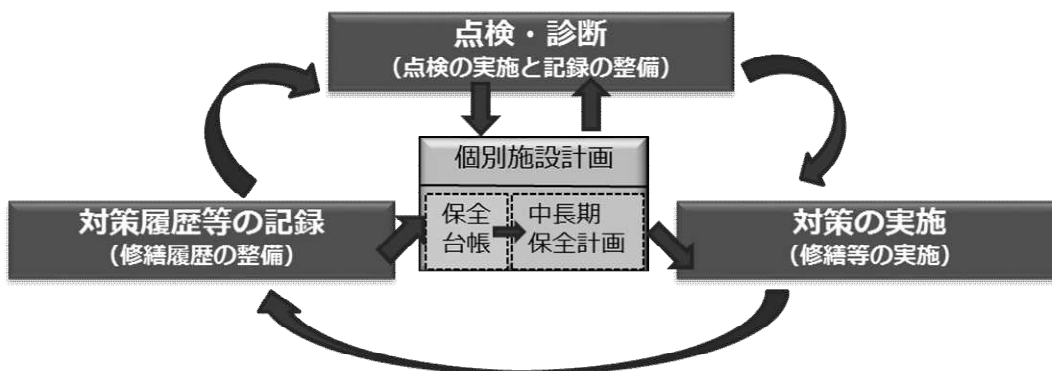 点検・診断
（点検の実施と記録の整備）
個別施設計画
保全
台帳
中長期
保全計画
対策履歴等の記録
（修繕履歴の整備）
対策の実施
（修繕等の実施）